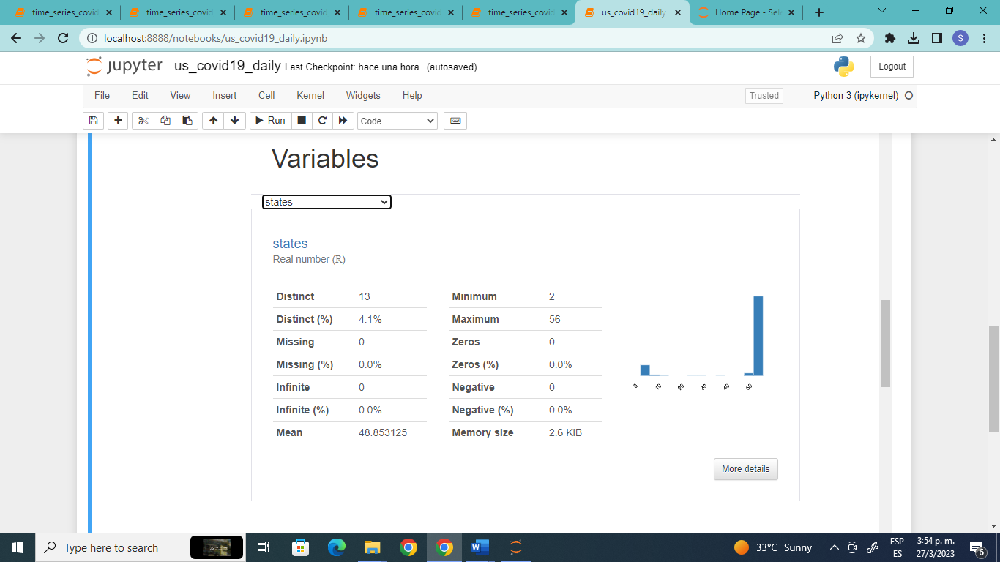 time_series_covid
time_series_covid
time_series_covid
time_series_covid
time_series_covid
us_covid19_daily
Home Page - Sel
localhost:8888/notebooks/us_covid19_daily.ipynb
S
jupyter us_covid19_daily Last Checkpoint: hace una hora (autosaved)
Logout
File Edit View Insert Cell Kernel Widgets Help
Trusted
Python 3 (ipykernel)
Run
Code
Variables
states
states
Real number (ℝ)
Distinct 13
Distinct (%) 4.1%
Missing 0
Missing (%) 0.0%
Infinite 0
Infinite (%) 0.0%
Mean 48.853125
Minimum 2
Maximum 56
Zeros 0
Zeros (%) 0.0%
Negative 0
Negative (%) 0.0%
Memory size 2.6 KiB
0 10 20 30 40 50
More details
Type here to search
33°C Sunny
ESP
ES
3:54 p. m.
27/3/2023
6